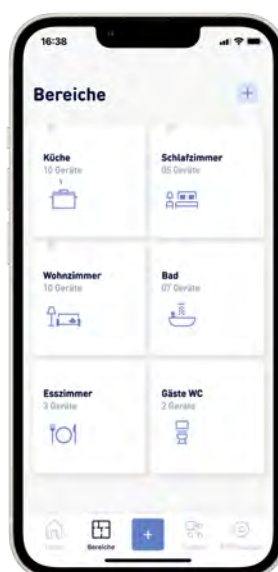 16:38
Bereiche
+
Küche
10 Geräte
Schlafzimmer
05 Geräte
Wohnzimmer
10 Geräte
Bad
07 Geräte
Esszimmer
3 Geräte
Gäste WC
2 Geräte
Bereiche
+